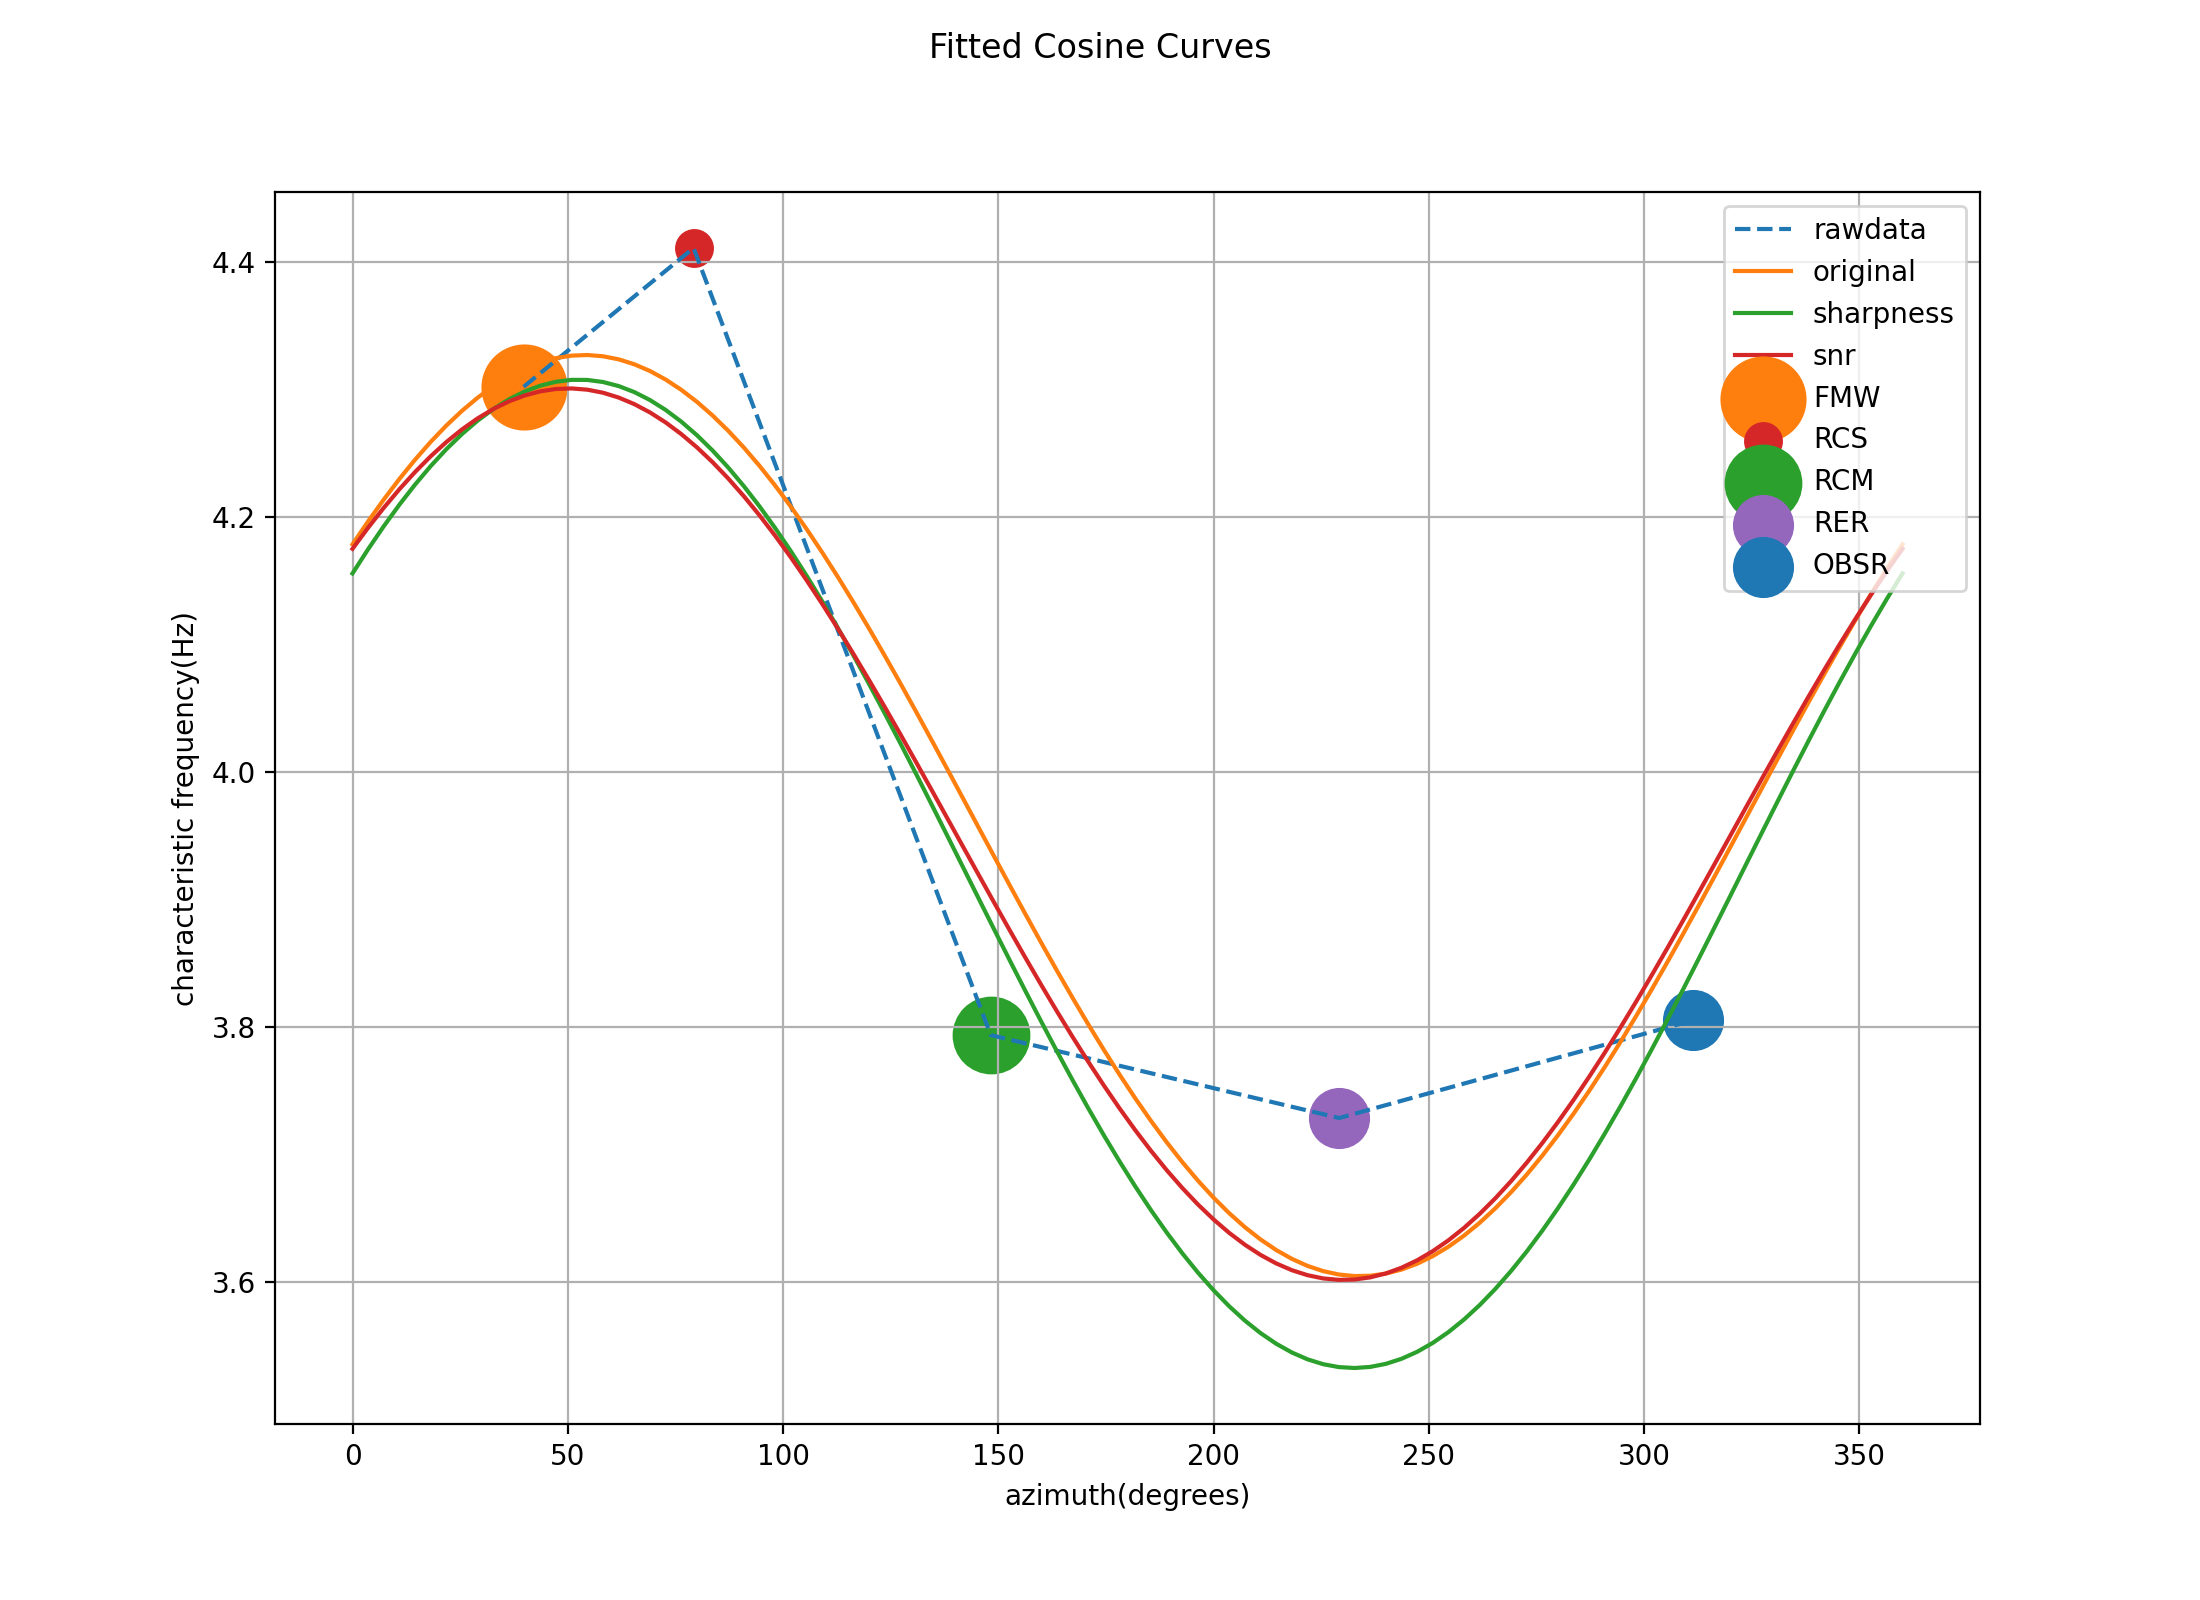 Fitted Cosine Curves
rawdata
original
sharpness
snr
FMW
RCS
RCM
RER
OBSR
4.4
4.2
4.0
3.8
3.6
characteristic frequency(Hz)
0 50 100 150 200 250 300 350
azimuth(degrees)